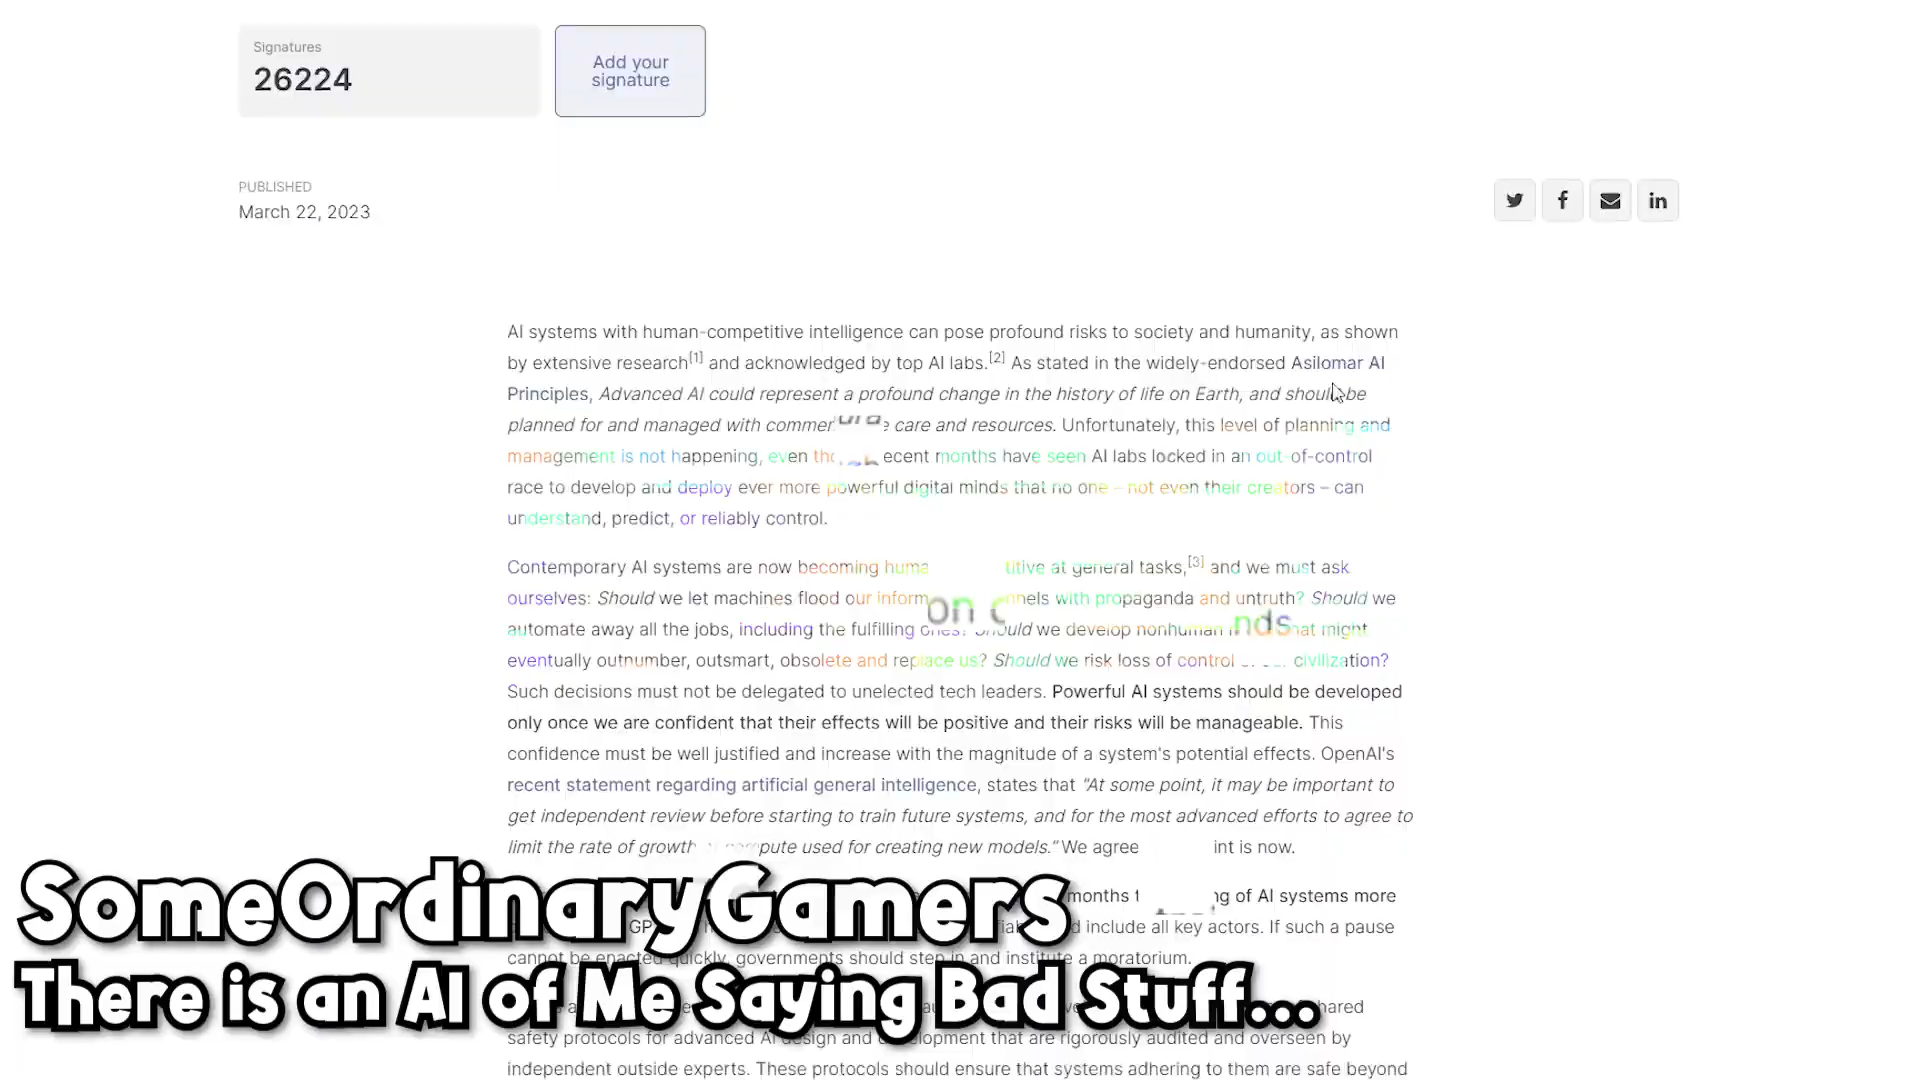 Signatures
26224
Add your
signature
PUBLISHED
March 22, 2023
AI systems with human-competitive intelligence can pose profound risks to society and humanity, as shown
by extensive research[1] and acknowledged by top AI labs.[2] As stated in the widely-endorsed Asilomar AI
Principles, Advanced AI could represent a profound change in the history of life on Earth, and should be
planned for and managed with care and resources. Unfortunately, this level of planning and
management is not happening, even months have seen AI labs locked in an out-of-control
race to develop and deploy ever more powerful digital minds that no one – not even their creators – can
understand, predict, or reliably control.
Contemporary AI systems are now becoming at general tasks,[3] and we must ask
ourselves: Should we let machines flood our with propaganda and untruth? Should we
automate away all the jobs, including the fulfilling we develop nonhuman might
eventually outnumber, outsmart, obsolete and replace us? Should we risk loss of control civilization?
Such decisions must not be delegated to unelected tech leaders. Powerful AI systems should be developed
only once we are confident that their effects will be positive and their risks will be manageable. This
confidence must be well justified and increase with the magnitude of a system's potential effects. OpenAI's
recent statement regarding artificial general intelligence, states that "At some point, it may be important to
get independent review before starting to train future systems, and for the most advanced efforts to agree to
limit the rate of growth used for creating new models." We agree is now.
months of AI systems more
include all key actors. If such a pause
cannot be enacted quickly, governments should step in and institute a moratorium.
SomeOrdinaryGamers
There is an AI of Me Saying Bad Stuff...
safety protocols for advanced AI design and development that are rigorously audited and overseen by
independent outside experts. These protocols should ensure that systems adhering to them are safe beyond